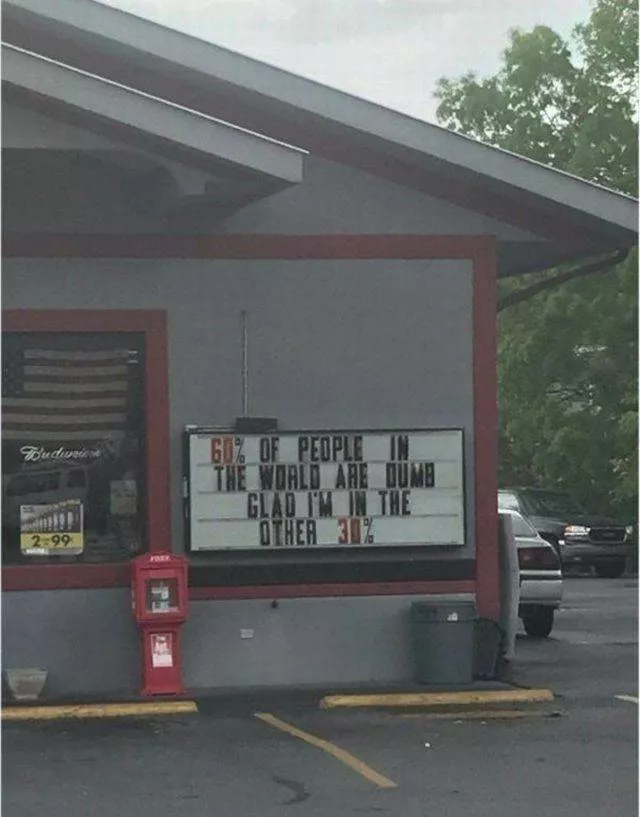 60% OF PEOPLE IN
THE WORLD ARE DUMB
GLAD I'M IN THE
OTHER 30%
Budweiser
2 99